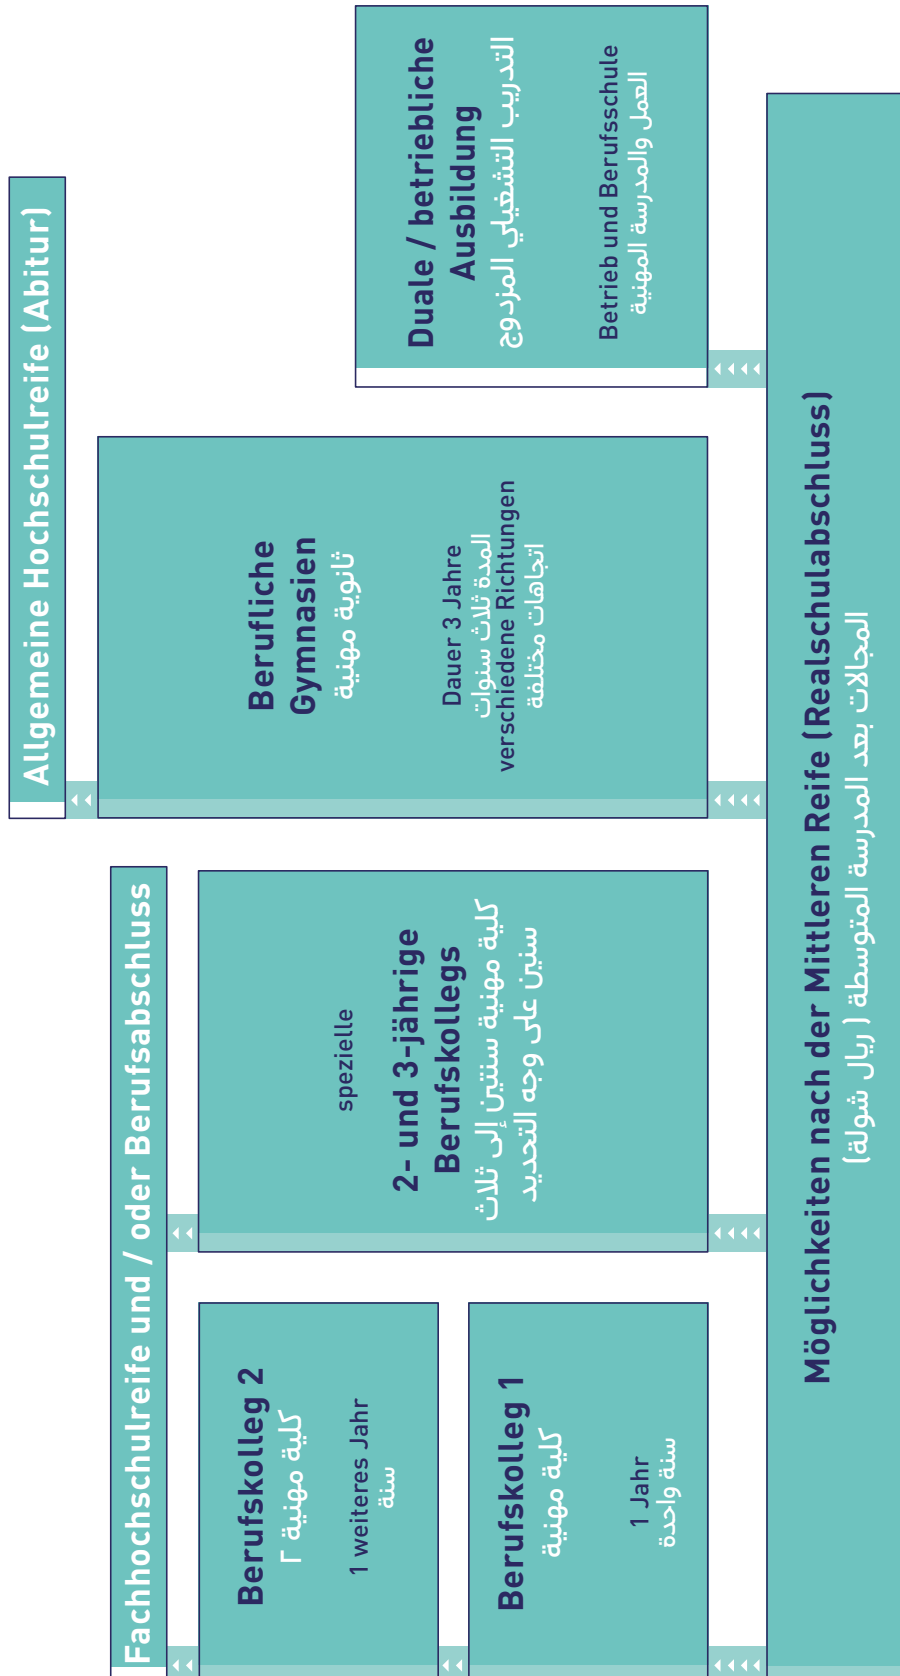 Allgemeine Hochschulreife (Abitur)
Fachhochschulreife und / oder Berufsabschluss
Berufskolleg 2
كلية مهنية ٢
1 weiteres Jahr
سنة
Berufskolleg 1
كلية مهنية
1 Jahr
سنة واحدة
spezielle
2- und 3-jährige
Berufskollegs
كلية مهنية سنتين إلى ثلاث
سنين على وجه التحديد
Berufliche
Gymnasien
ثانوية مهنية
Dauer 3 Jahre
المدة ثلاث سنوات
verschiedene Richtungen
اتجاهات مختلفة
Duale / betriebliche
Ausbildung
التدريب التشغيلي المزدوج
Betrieb und Berufsschule
العمل والمدرسة المهنية
Möglichkeiten nach der Mittleren Reife (Realschulabschluss)
المجالات بعد المدرسة المتوسطة ( ريال شولة)